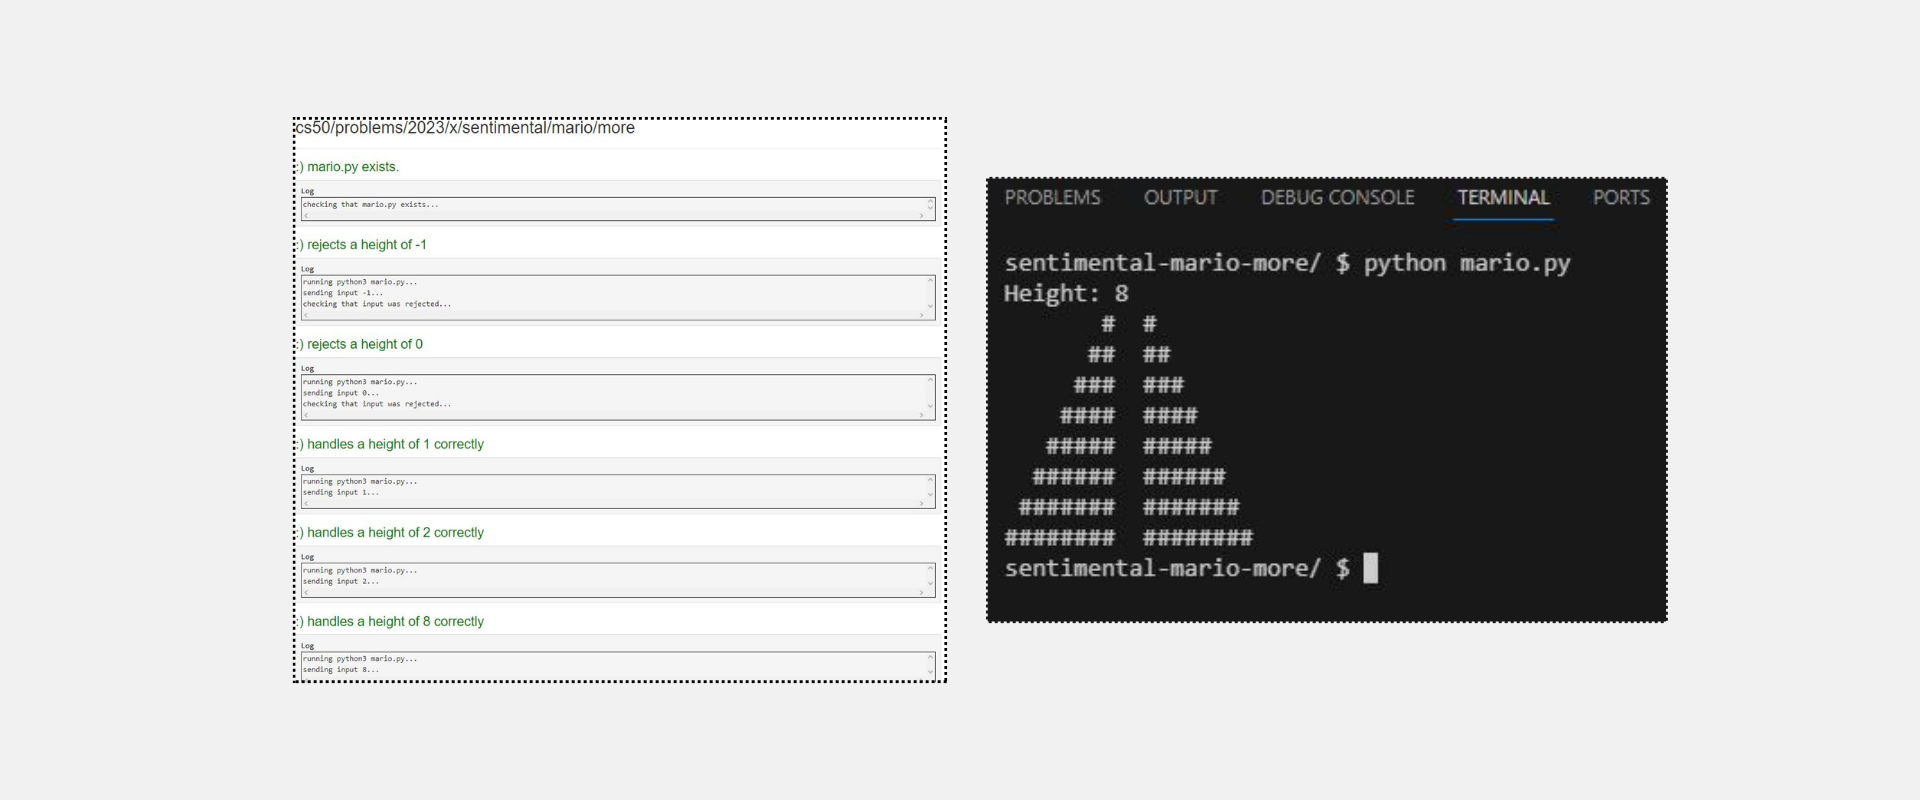 cs50/problems/2023/x/sentimental/mario/more
:) mario.py exists.
Log
checking that mario.py exists...
:) rejects a height of -1
Log
running python3 mario.py...
sending input -1...
checking that input was rejected...
:) rejects a height of 0
Log
running python3 mario.py...
sending input 0...
checking that input was rejected...
:) handles a height of 1 correctly
Log
running python3 mario.py...
sending input 1...
:) handles a height of 2 correctly
Log
running python3 mario.py...
sending input 2...
:) handles a height of 8 correctly
Log
running python3 mario.py...
sending input 8...
PROBLEMS OUTPUT DEBUG CONSOLE TERMINAL PORTS
sentimental-mario-more/ $ python mario.py
Height: 8
       #  #
      ##  ##
     ###  ###
    ####  ####
   #####  #####
  ######  ######
 #######  #######
########  ########
sentimental-mario-more/ $